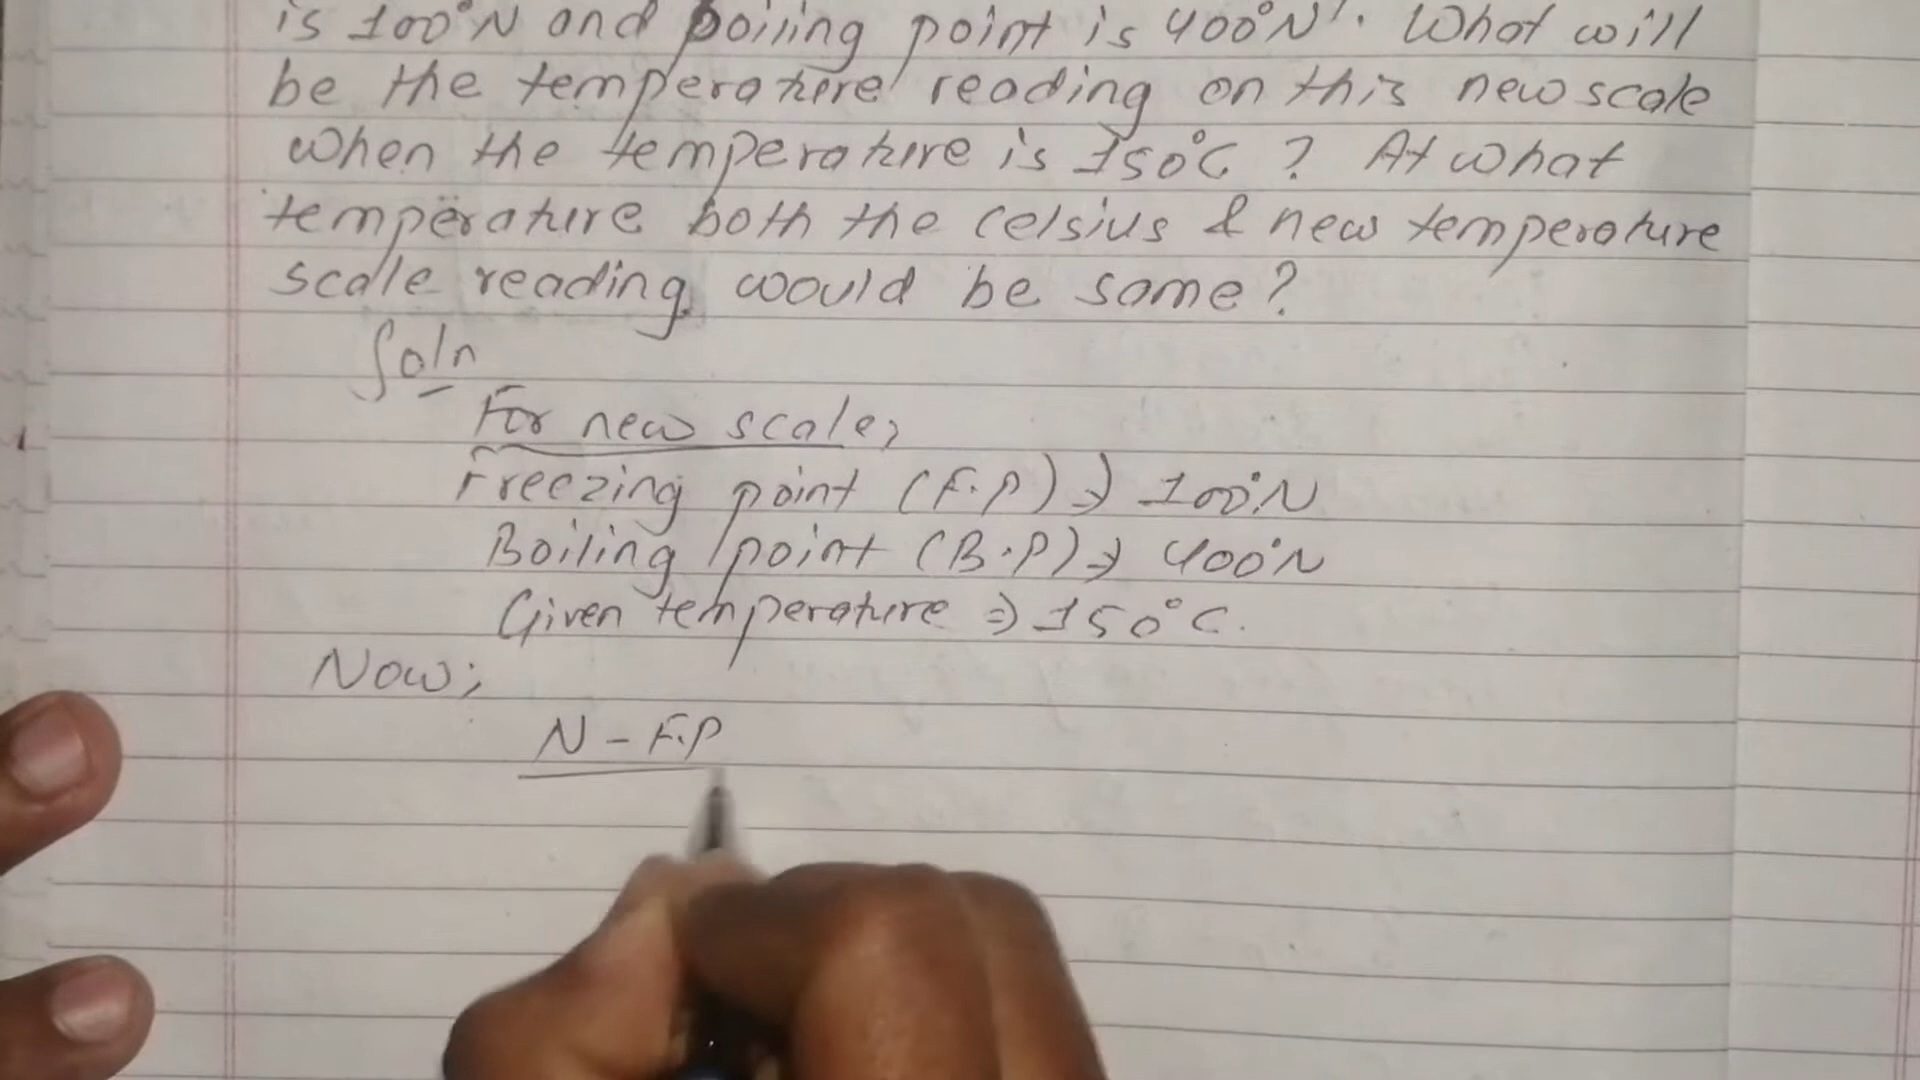 is 100°N and boiling point is 400°N'. What will
be the temperature reading on this new scale
when the temperature is 150°C ? At what
temperature both the Celsius & new temperature
scale reading would be same?
Soln
For new scale,
Freezing point (F.P) ⇒ 100°N
Boiling point (B.P) ⇒ 400°N
Given temperature ⇒ 150°C.
Now;
N - F.P